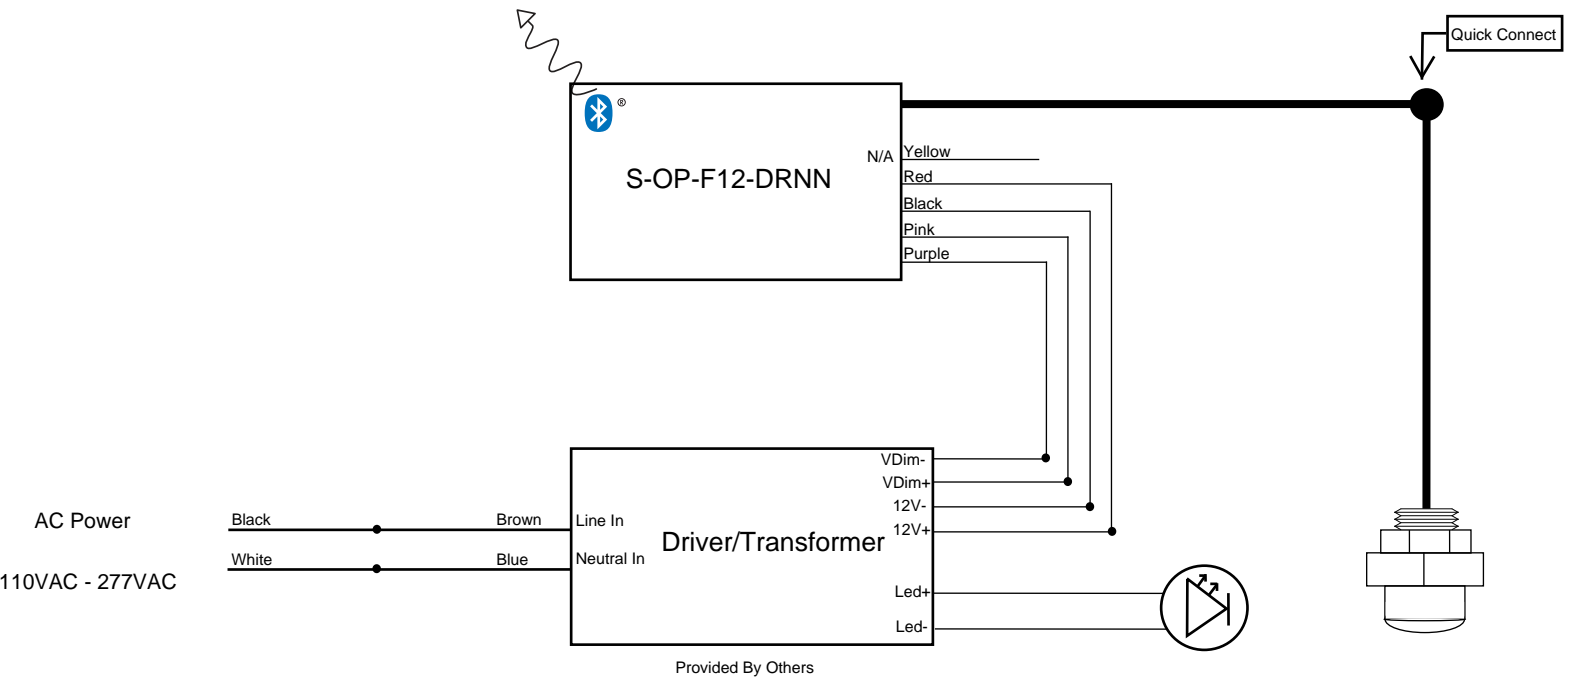 Quick Connect
®
N/A
Yellow
S-OP-F12-DRNN
Red
Black
Pink
Purple
VDim-
VDim+
12V-
12V+
AC Power
Black
Brown
Line In
Driver/Transformer
White
Blue
Neutral In
110VAC - 277VAC
Led+
Led-
Provided By Others